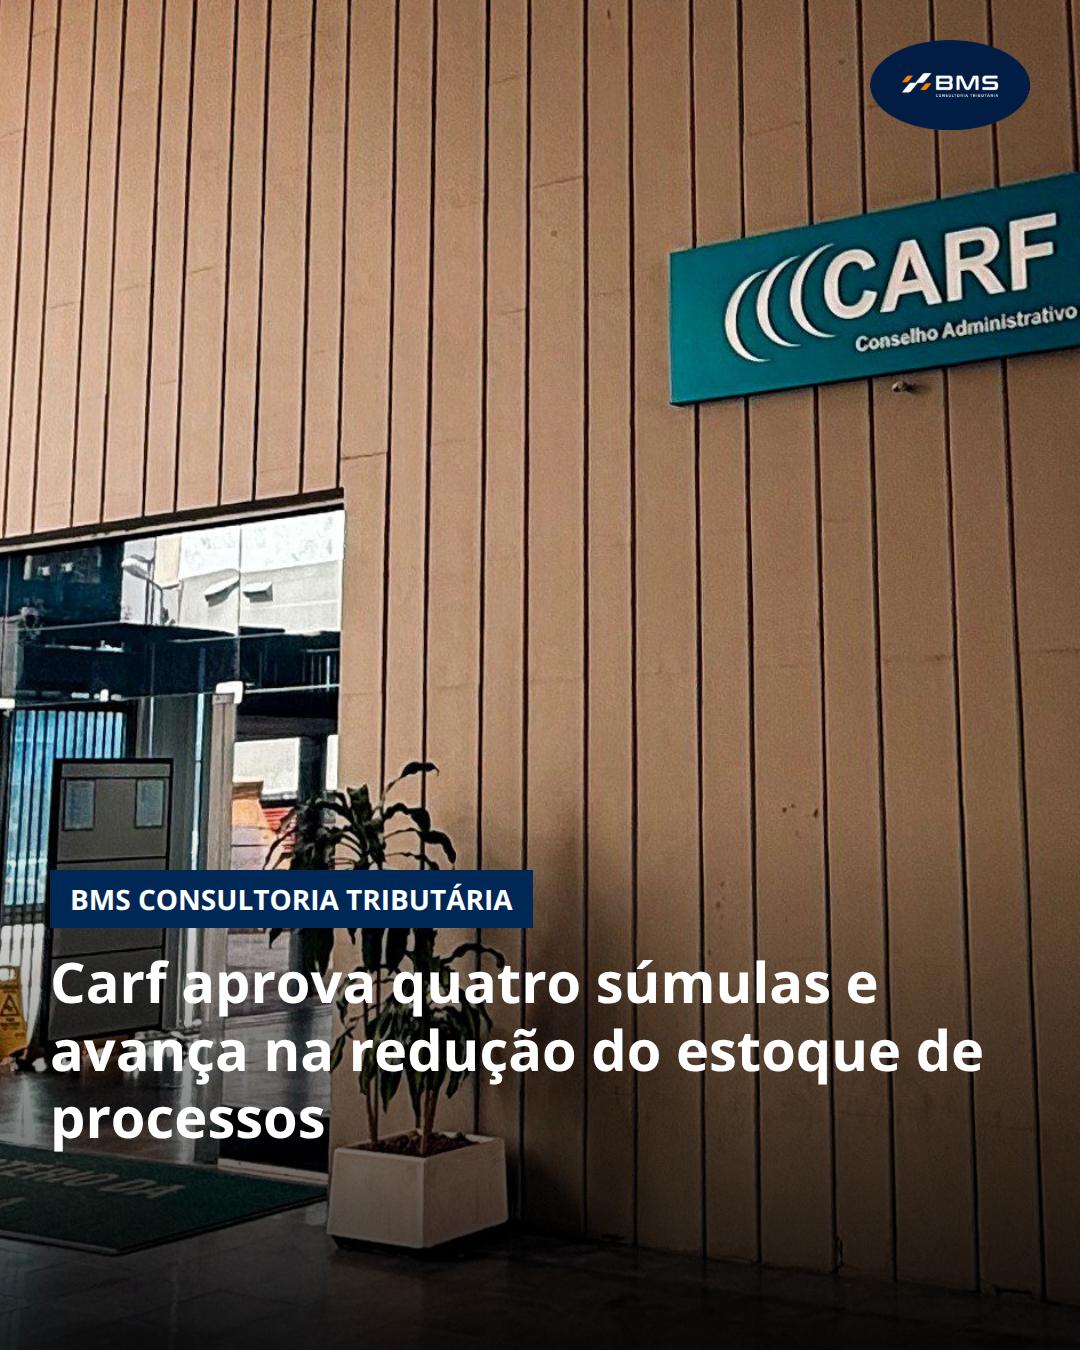 BMS
CONSULTORIA TRIBUTÁRIA
CARF
Conselho Administrativo
BMS CONSULTORIA TRIBUTÁRIA
Carf aprova quatro súmulas e
avança na redução do estoque de
processos